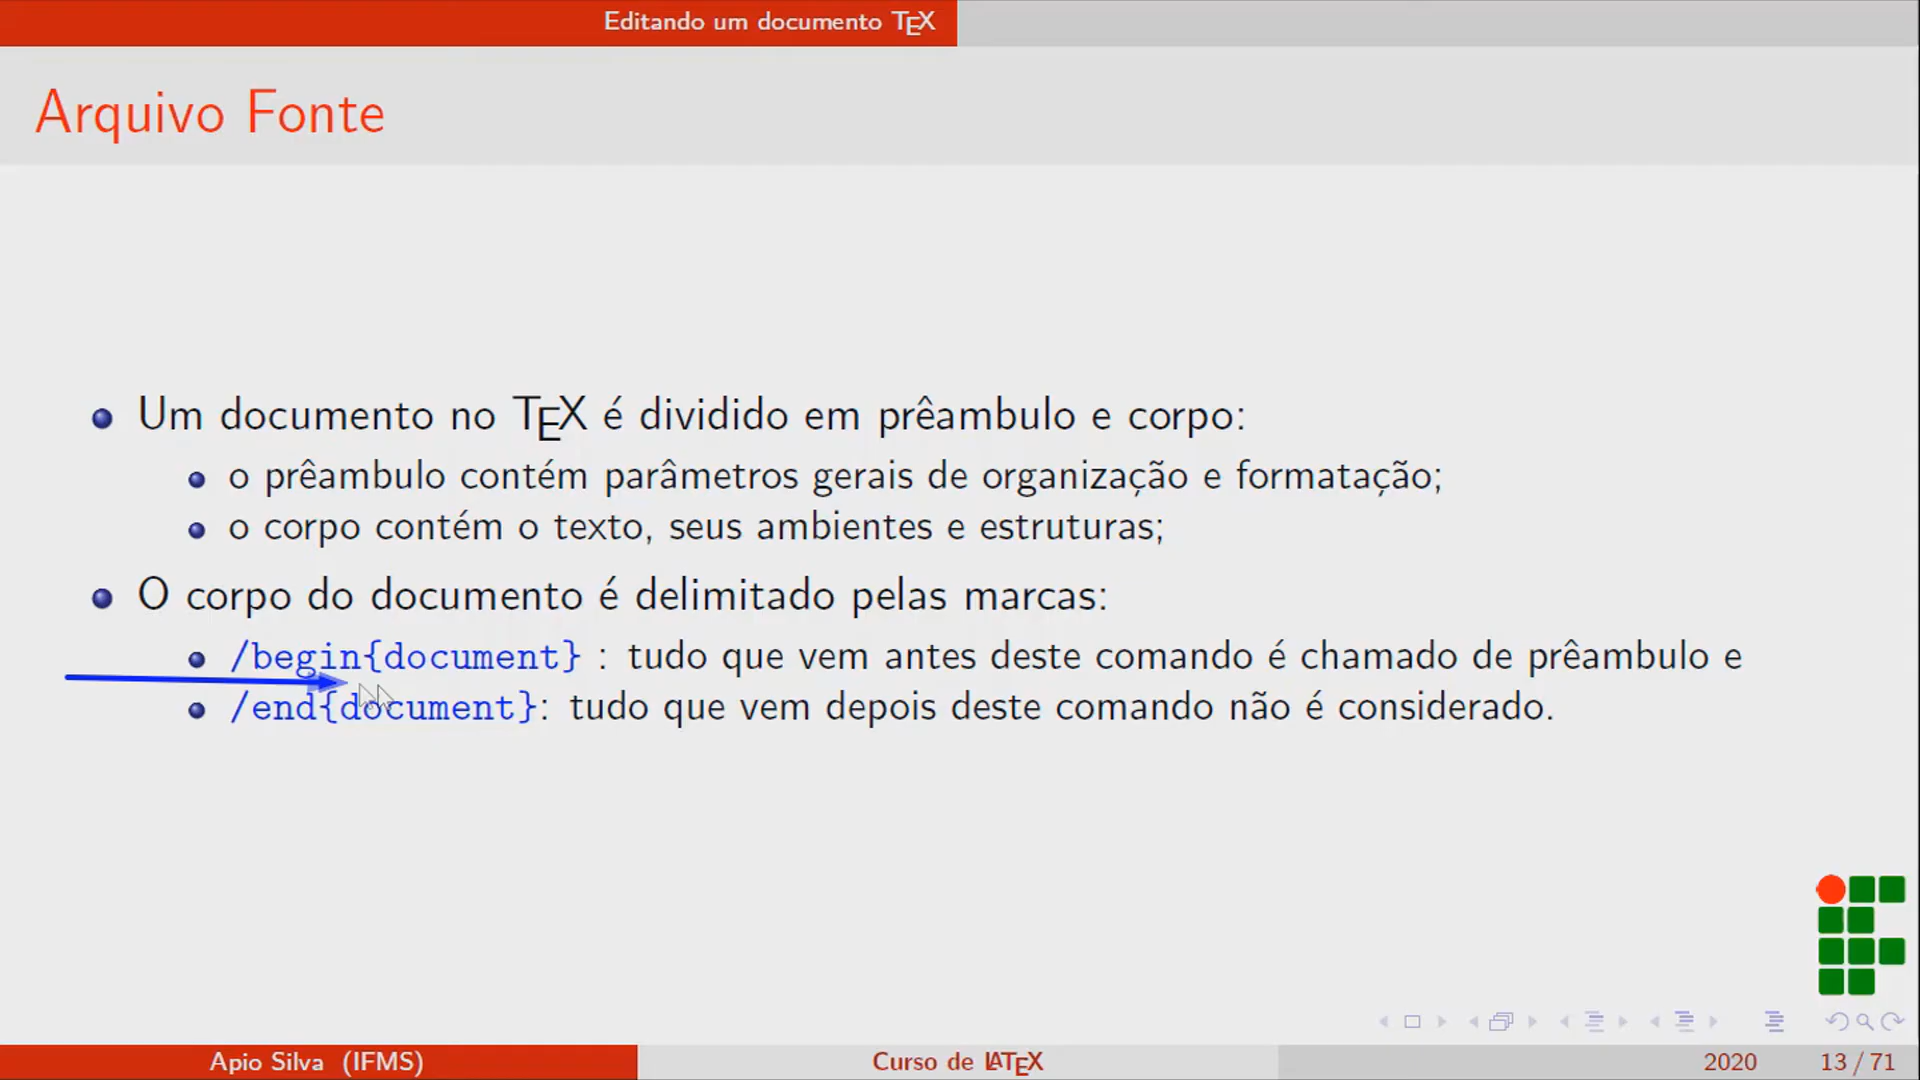 Editando um documento TEX
Arquivo Fonte
Um documento no TEX é dividido em prêambulo e corpo:
o prêambulo contém parâmetros gerais de organização e formatação;
o corpo contém o texto, seus ambientes e estruturas;
O corpo do documento é delimitado pelas marcas:
/begin{document} : tudo que vem antes deste comando é chamado de prêambulo e
/end{document}: tudo que vem depois deste comando não é considerado.
Apio Silva (IFMS)
Curso de LATEX
2020
13 / 71